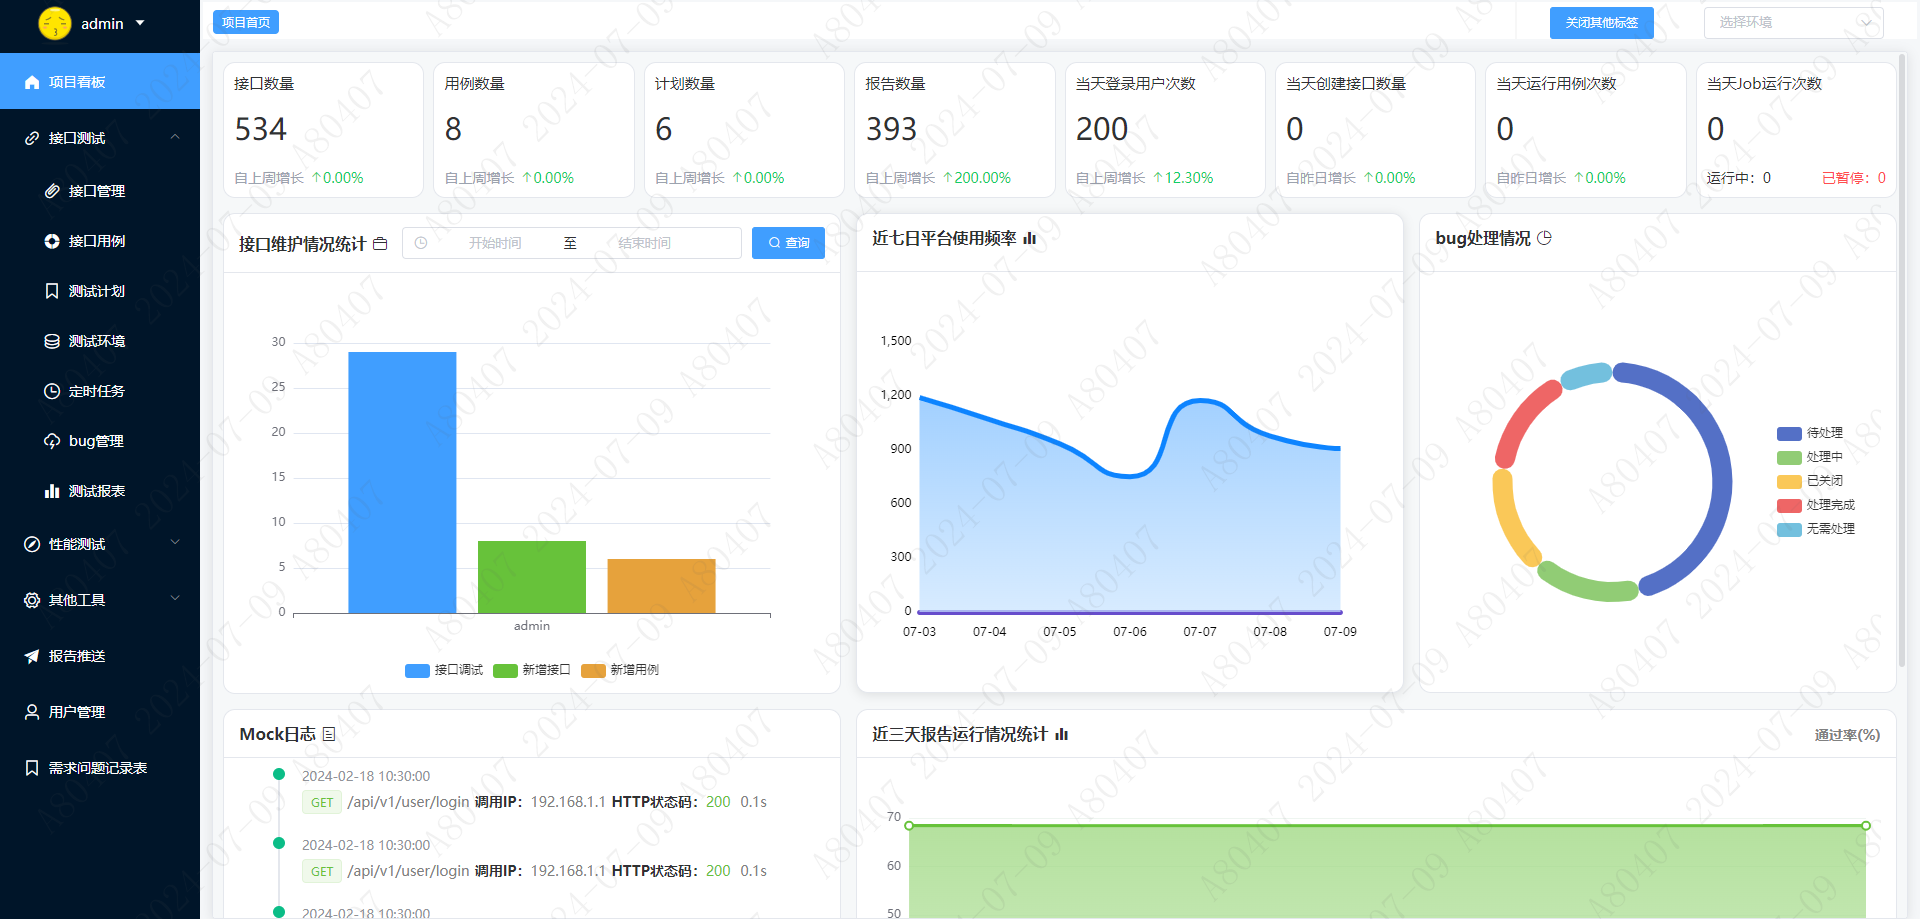 admin
项目看板
接口测试
接口管理
接口用例
测试计划
测试环境
定时任务
bug管理
测试报表
性能测试
其他工具
报告推送
用户管理
需求问题记录表
项目首页
关闭其他标签
选择环境
接口数量
534
自上周增长 ↑0.00%
用例数量
8
自上周增长 ↑0.00%
计划数量
6
自上周增长 ↑0.00%
报告数量
393
自上周增长 ↑200.00%
当天登录用户次数
200
自上周增长 ↑12.30%
当天创建接口数量
0
自昨日增长 ↑0.00%
当天运行用例次数
0
自昨日增长 ↑0.00%
当天Job运行次数
0
运行中：0 已暂停：0
接口维护情况统计 开始时间 至 结束时间 查询
30
25
20
15
10
5
0
admin
接口调试 新增接口 新增用例
近七日平台使用频率
1,500
1,200
900
600
300
0
07-03 07-04 07-05 07-06 07-07 07-08 07-09
bug处理情况
待处理
处理中
已关闭
处理完成
无需处理
Mock日志
2024-02-18 10:30:00
GET /api/v1/user/login 调用IP：192.168.1.1 HTTP状态码：200 0.1s
2024-02-18 10:30:00
GET /api/v1/user/login 调用IP：192.168.1.1 HTTP状态码：200 0.1s
2024-02-18 10:30:00
近三天报告运行情况统计 通过率(%)
70
60
50
A80407 2024-07-09